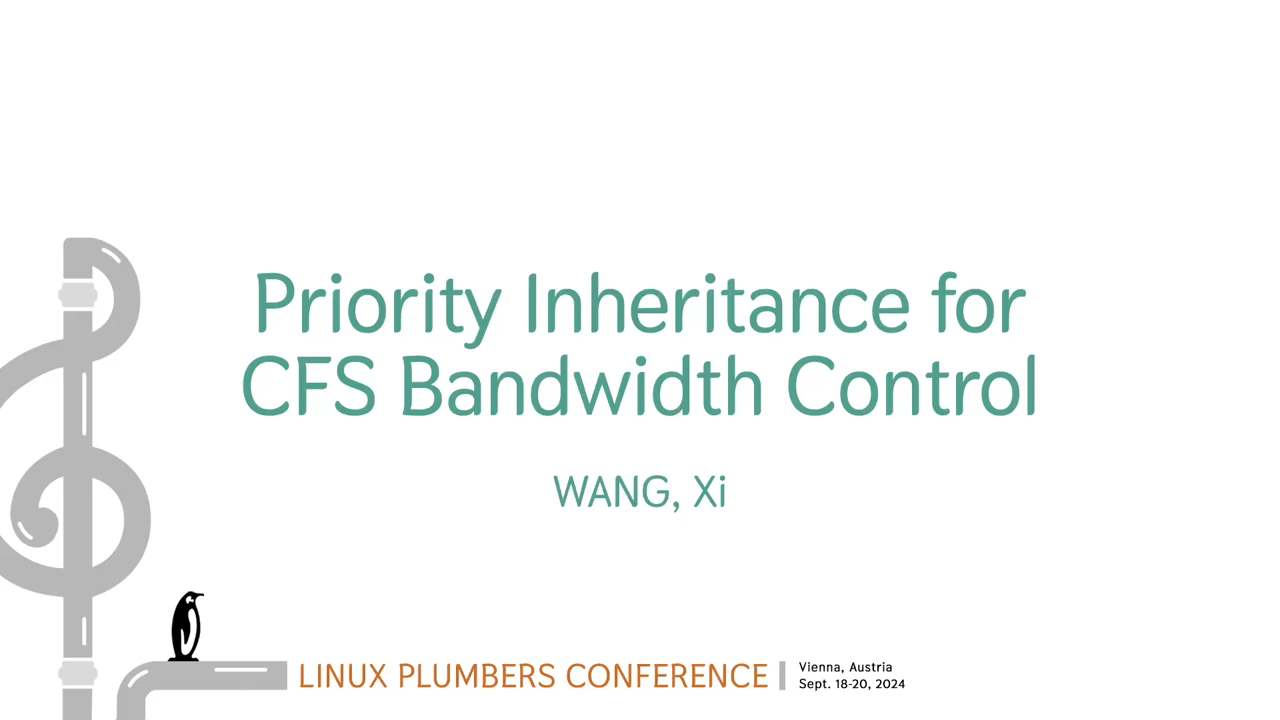 Priority Inheritance for
CFS Bandwidth Control
WANG, Xi
LINUX PLUMBERS CONFERENCE
Vienna, Austria
Sept. 18-20, 2024